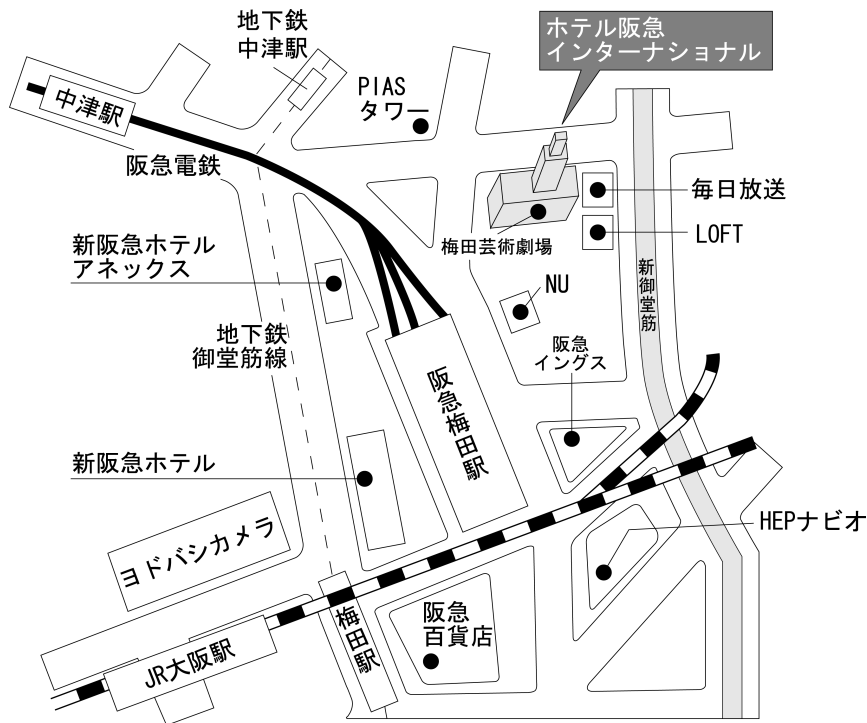 地下鉄
中津駅
ホテル阪急
インターナショナル
PIAS
タワー
中津駅
阪急電鉄
毎日放送
梅田芸術劇場
LOFT
新阪急ホテル
アネックス
NU
新御堂筋
地下鉄
御堂筋線
阪急
イングス
阪急梅田駅
新阪急ホテル
HEPナビオ
ヨドバシカメラ
梅田駅
阪急
百貨店
JR大阪駅